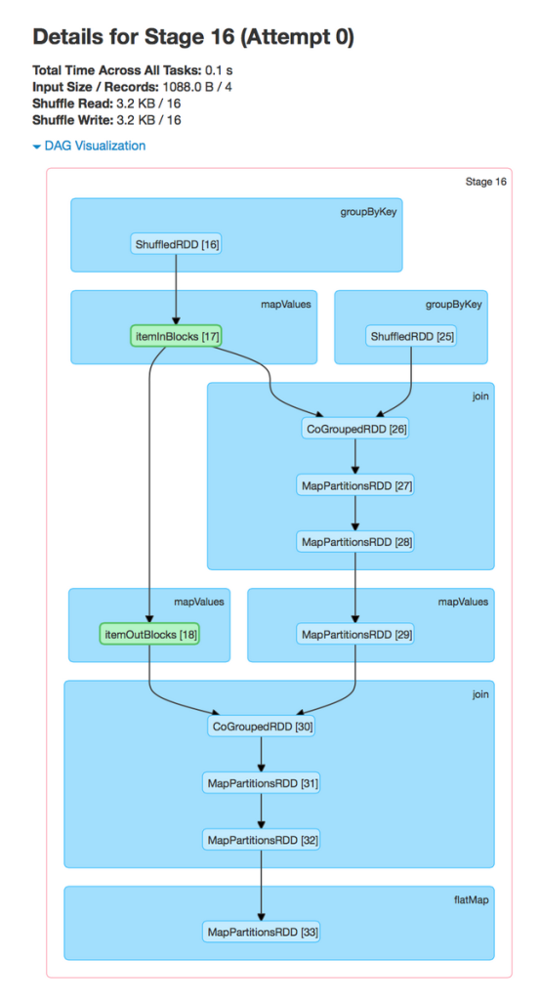 Details for Stage 16 (Attempt 0)
Total Time Across All Tasks: 0.1 s
Input Size / Records: 1088.0 B / 4
Shuffle Read: 3.2 KB / 16
Shuffle Write: 3.2 KB / 16
DAG Visualization
Stage 16
groupByKey
ShuffledRDD [16]
mapValues
itemInBlocks [17]
groupByKey
ShuffledRDD [25]
join
CoGroupedRDD [26]
MapPartitionsRDD [27]
MapPartitionsRDD [28]
mapValues
itemOutBlocks [18]
mapValues
MapPartitionsRDD [29]
join
CoGroupedRDD [30]
MapPartitionsRDD [31]
MapPartitionsRDD [32]
flatMap
MapPartitionsRDD [33]